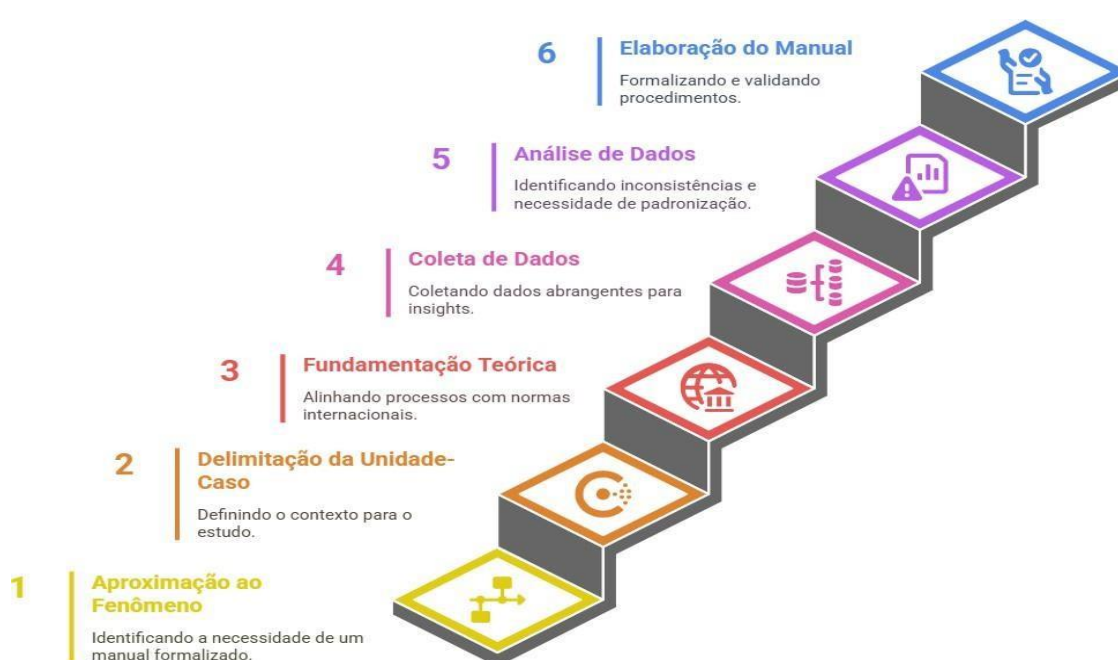 6
Elaboração do Manual
Formalizando e validando
procedimentos.
5
Análise de Dados
Identificando inconsistências e
necessidade de padronização.
4
Coleta de Dados
Coletando dados abrangentes para
insights.
3
Fundamentação Teórica
Alinhando processos com normas
internacionais.
2
Delimitação da Unidade-
Caso
Definindo o contexto para o
estudo.
1
Aproximação ao
Fenômeno
Identificando a necessidade de um
manual formalizado.